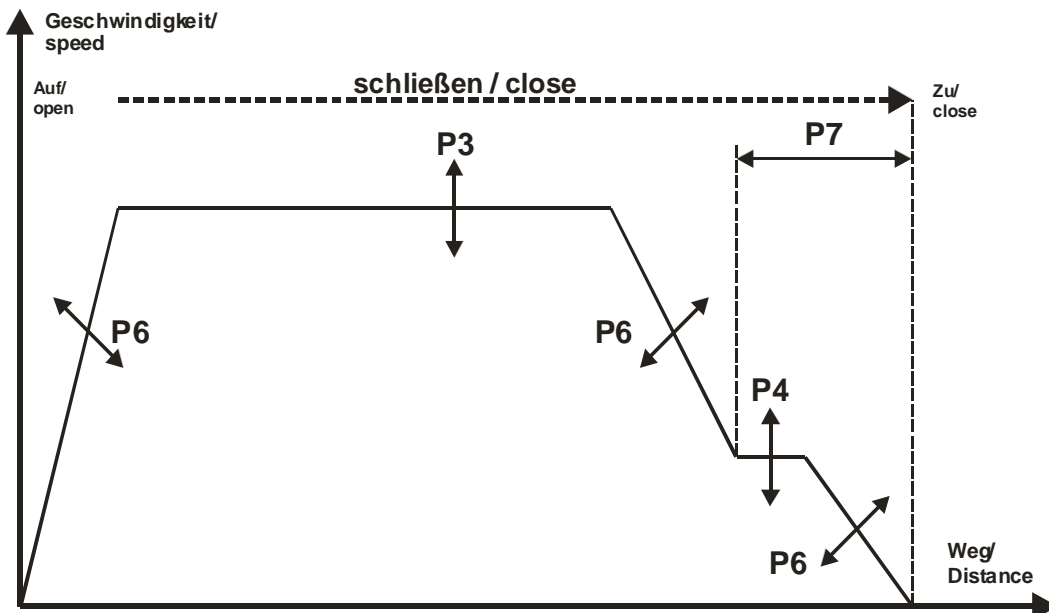 Geschwindigkeit/
speed
Auf/
open
schließen / close
Zu/
close
P7
P3
P6
P6
P4
P6
Weg/
Distance